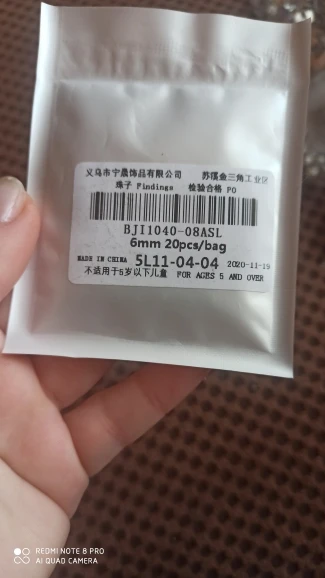 义乌市宁晟饰品有限公司 苏溪金三角工业区
珠子 Findings 检验合格 PO
BJI1040-08ASL
6mm 20pcs/bag
MADE IN CHINA 5L11-04-04 2020-11-19
不适用于5岁以下儿童 FOR AGES 5 AND OVER
REDMI NOTE 8 PRO
AI QUAD CAMERA